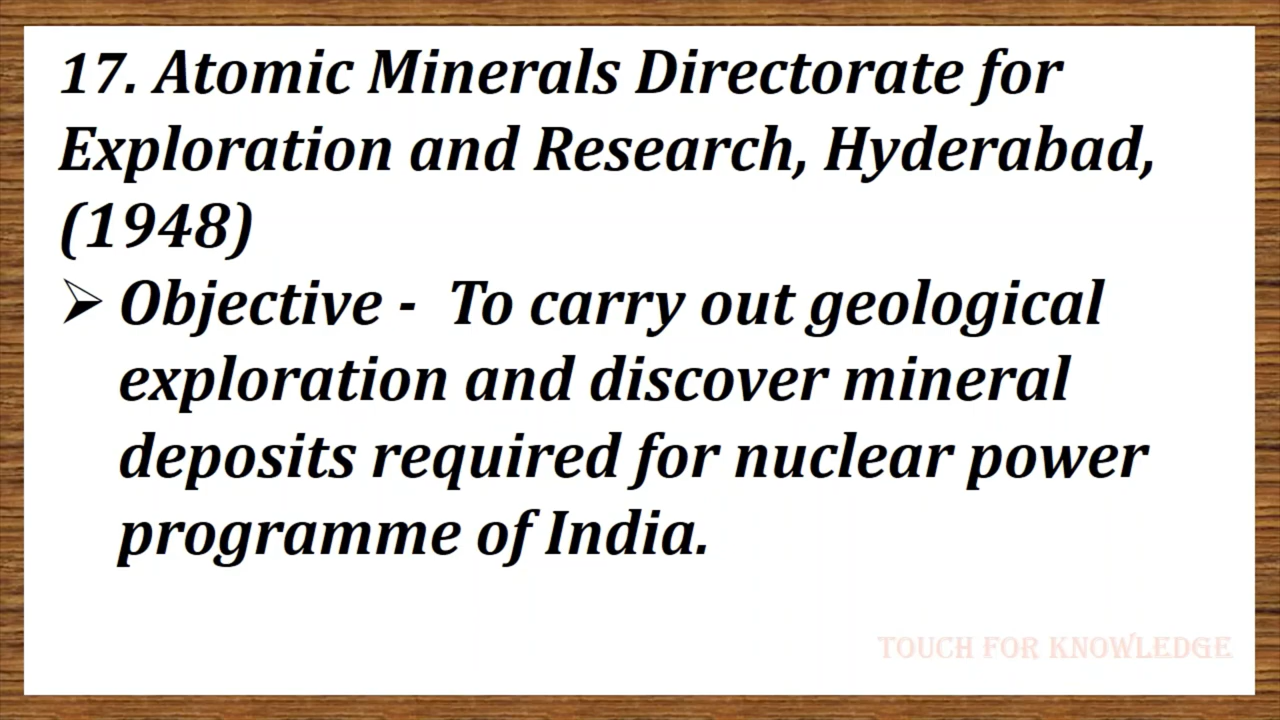 17. Atomic Minerals Directorate for
Exploration and Research, Hyderabad,
(1948)
➢ Objective - To carry out geological
exploration and discover mineral
deposits required for nuclear power
programme of India.
TOUCH FOR KNOWLEDGE